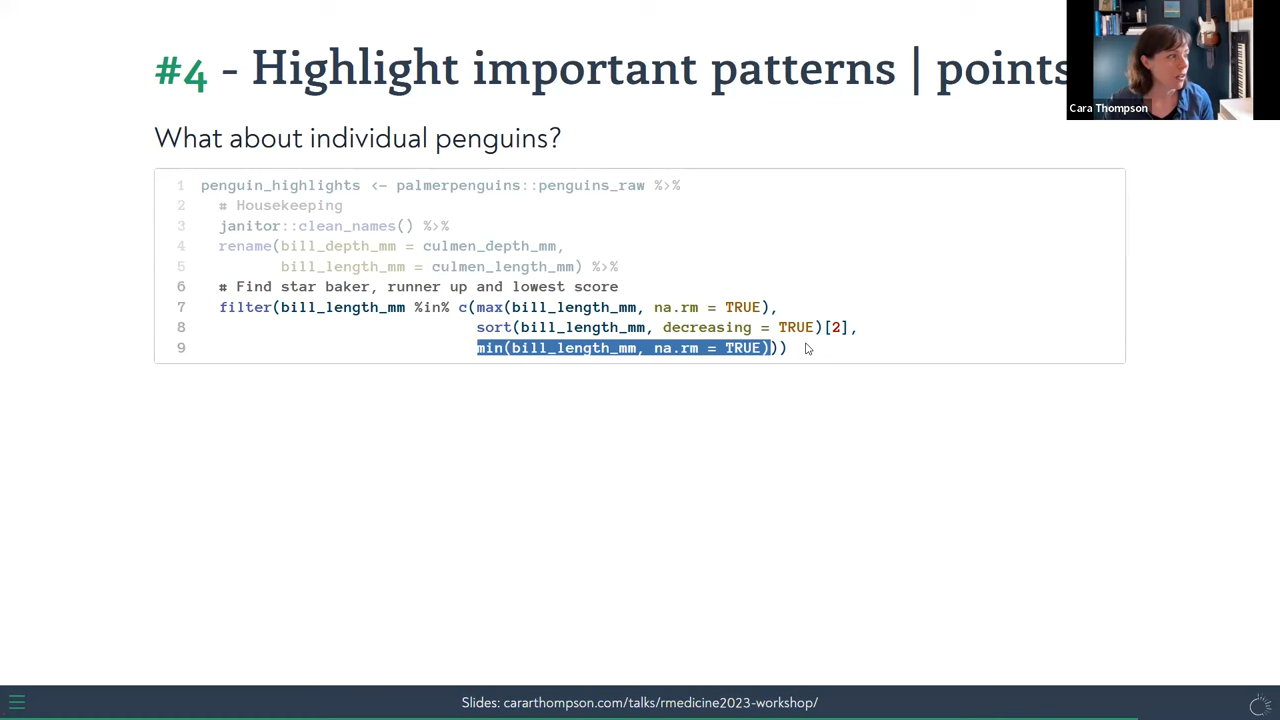 #4 - Highlight important patterns | points
Cara Thompson
What about individual penguins?
1 penguin_highlights <- palmerpenguins::penguins_raw %>%
2 # Housekeeping
3 janitor::clean_names() %>%
4 rename(bill_depth_mm = culmen_depth_mm,
5 bill_length_mm = culmen_length_mm) %>%
6 # Find star baker, runner up and lowest score
7 filter(bill_length_mm %in% c(max(bill_length_mm, na.rm = TRUE),
8 sort(bill_length_mm, decreasing = TRUE)[2],
9 min(bill_length_mm, na.rm = TRUE)))
Slides: cararthompson.com/talks/rmedicine2023-workshop/